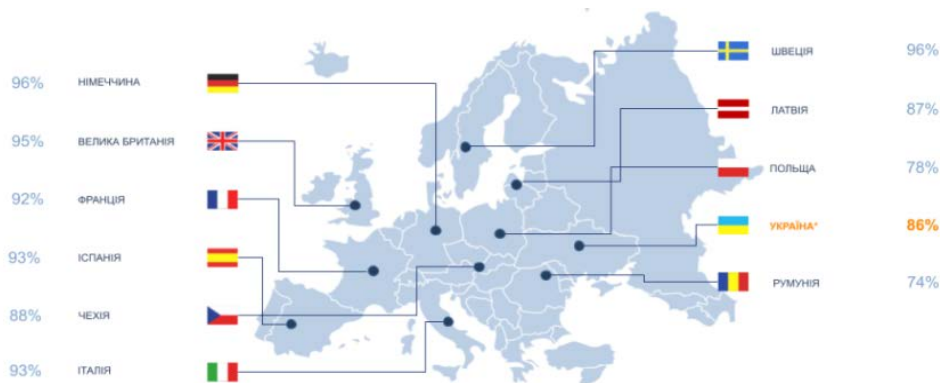 96% НІМЕЧЧИНА
95% ВЕЛИКА БРИТАНІЯ
92% ФРАНЦІЯ
93% ІСПАНІЯ
88% ЧЕХІЯ
93% ІТАЛІЯ
ШВЕЦІЯ 96%
ЛАТВІЯ 87%
ПОЛЬЩА 78%
УКРАЇНА* 86%
РУМУНІЯ 74%